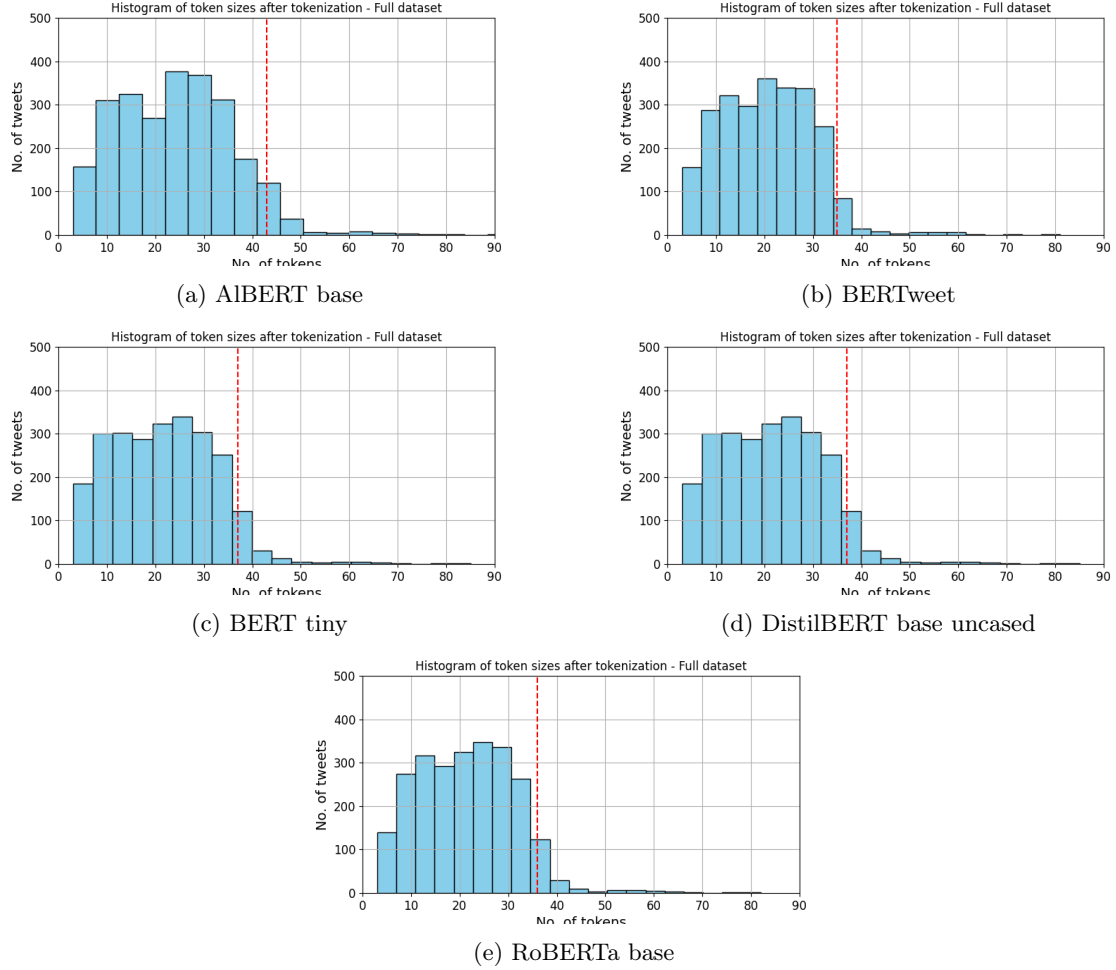 Histogram of token sizes after tokenization - Full dataset
500
400
300
200
100
0
No. of tweets
0 10 20 30 40 50 60 70 80 90
No. of tokens
(a) AlBERT base
Histogram of token sizes after tokenization - Full dataset
500
400
300
200
100
0
No. of tweets
0 10 20 30 40 50 60 70 80 90
No. of tokens
(b) BERTweet
Histogram of token sizes after tokenization - Full dataset
500
400
300
200
100
0
No. of tweets
0 10 20 30 40 50 60 70 80 90
No. of tokens
(c) BERT tiny
Histogram of token sizes after tokenization - Full dataset
500
400
300
200
100
0
No. of tweets
0 10 20 30 40 50 60 70 80 90
No. of tokens
(d) DistilBERT base uncased
Histogram of token sizes after tokenization - Full dataset
500
400
300
200
100
0
No. of tweets
0 10 20 30 40 50 60 70 80 90
No. of tokens
(e) RoBERTa base